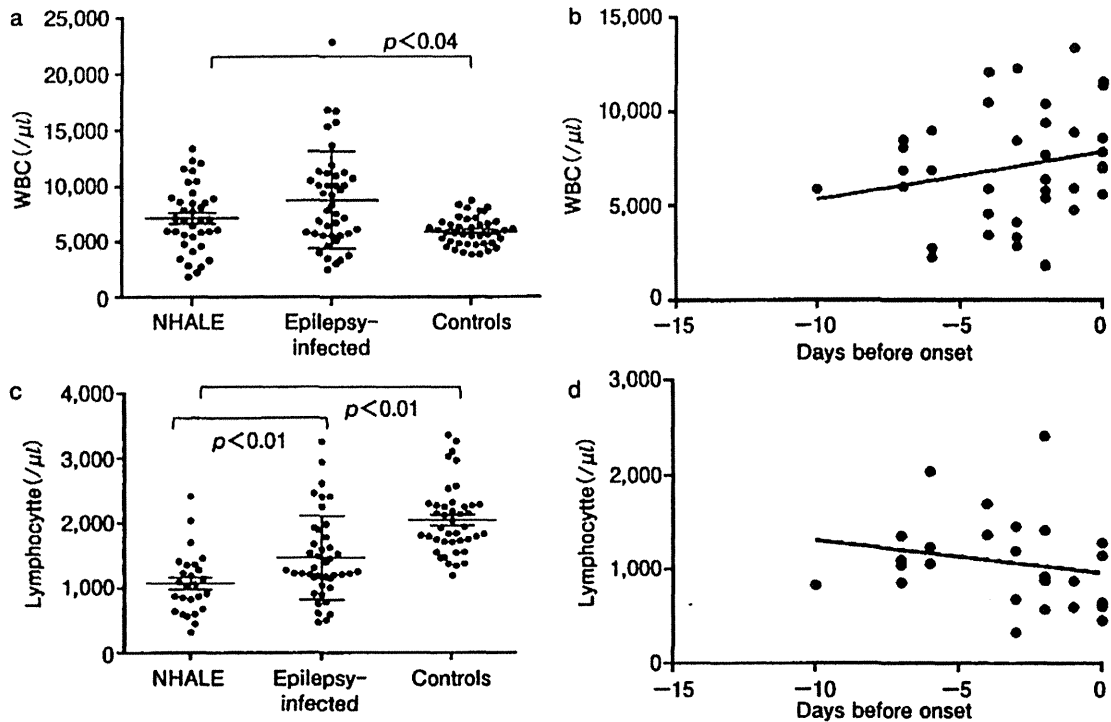 a
25,000
20,000
15,000
10,000
5,000
0
WBC(/μl)
p<0.04
NHALE
Epilepsy-
infected
Controls
b
15,000
10,000
5,000
0
WBC(/μl)
−15
−10
−5
0
Days before onset
c
4,000
3,000
2,000
1,000
0
Lymphocytte(/μl)
p<0.01
p<0.01
NHALE
Epilepsy-
infected
Controls
d
3,000
2,000
1,000
0
Lymphocytte(/μl)
−15
−10
−5
0
Days before onset